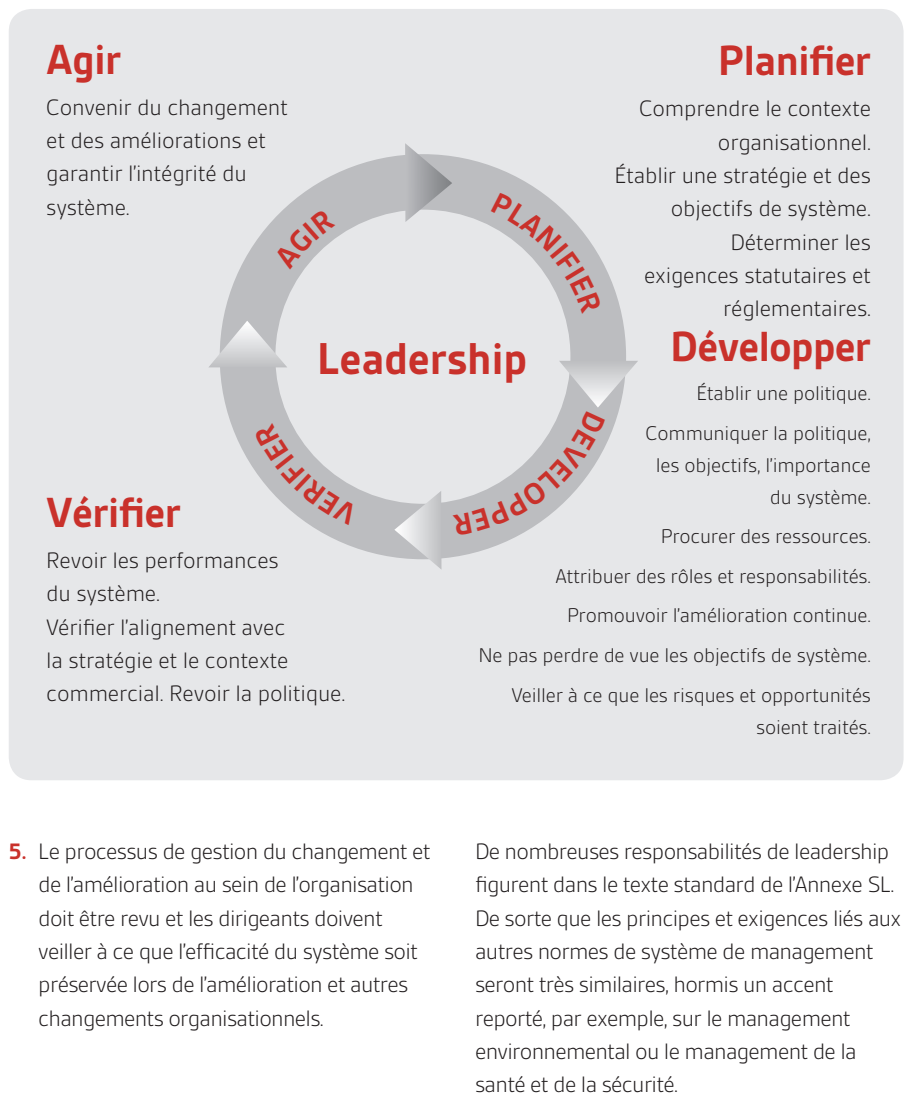 Agir
Convenir du changement
et des améliorations et
garantir l'intégrité du
système.
Planifier
Comprendre le contexte
organisationnel.
Établir une stratégie et des
objectifs de système.
Déterminer les
exigences statutaires et
réglementaires.
AGIR
PLANIFIER
Leadership
DEVELOPPER
VERIFIER
Développer
Établir une politique.
Communiquer la politique,
les objectifs, l'importance
du système.
Procurer des ressources.
Attribuer des rôles et responsabilités.
Promouvoir l'amélioration continue.
Ne pas perdre de vue les objectifs de système.
Veiller à ce que les risques et opportunités
soient traités.
Vérifier
Revoir les performances
du système.
Vérifier l'alignement avec
la stratégie et le contexte
commercial. Revoir la politique.
5. Le processus de gestion du changement et
de l'amélioration au sein de l'organisation
doit être revu et les dirigeants doivent
veiller à ce que l'efficacité du système soit
préservée lors de l'amélioration et autres
changements organisationnels.
De nombreuses responsabilités de leadership
figurent dans le texte standard de l'Annexe SL.
De sorte que les principes et exigences liés aux
autres normes de système de management
seront très similaires, hormis un accent
reporté, par exemple, sur le management
environnemental ou le management de la
santé et de la sécurité.